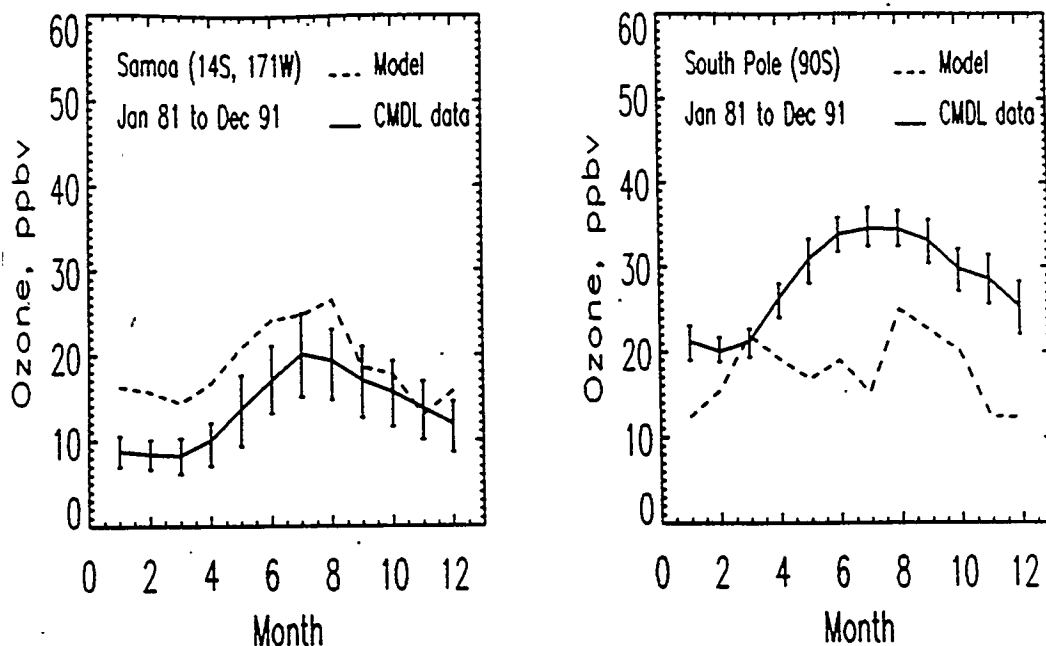 60
50
40
30
20
10
0
Ozone, ppbv
Samoa (14S, 171W) Model
Jan 81 to Dec 91 CMDL data
0 2 4 6 8 10 12
Month
60
50
40
30
20
10
0
Ozone, ppbv
South Pole (90S) Model
Jan 81 to Dec 91 CMDL data
0 2 4 6 8 10 12
Month